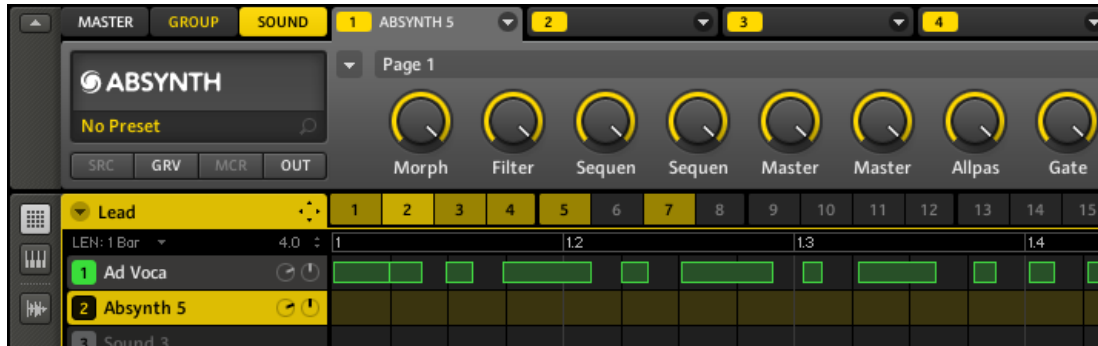 MASTER GROUP SOUND 1 ABSYNTH 5 2 3 4
ABSYNTH
Page 1
No Preset
Morph Filter Sequen Sequen Master Master Allpas Gate
SRC GRV MCR OUT
Lead 1 2 3 4 5 6 7 8 9 10 11 12 13 14 15
LEN: 1 Bar 4.0 1 1.2 1.3 1.4
1 Ad Voca
2 Absynth 5
3 Sound 3